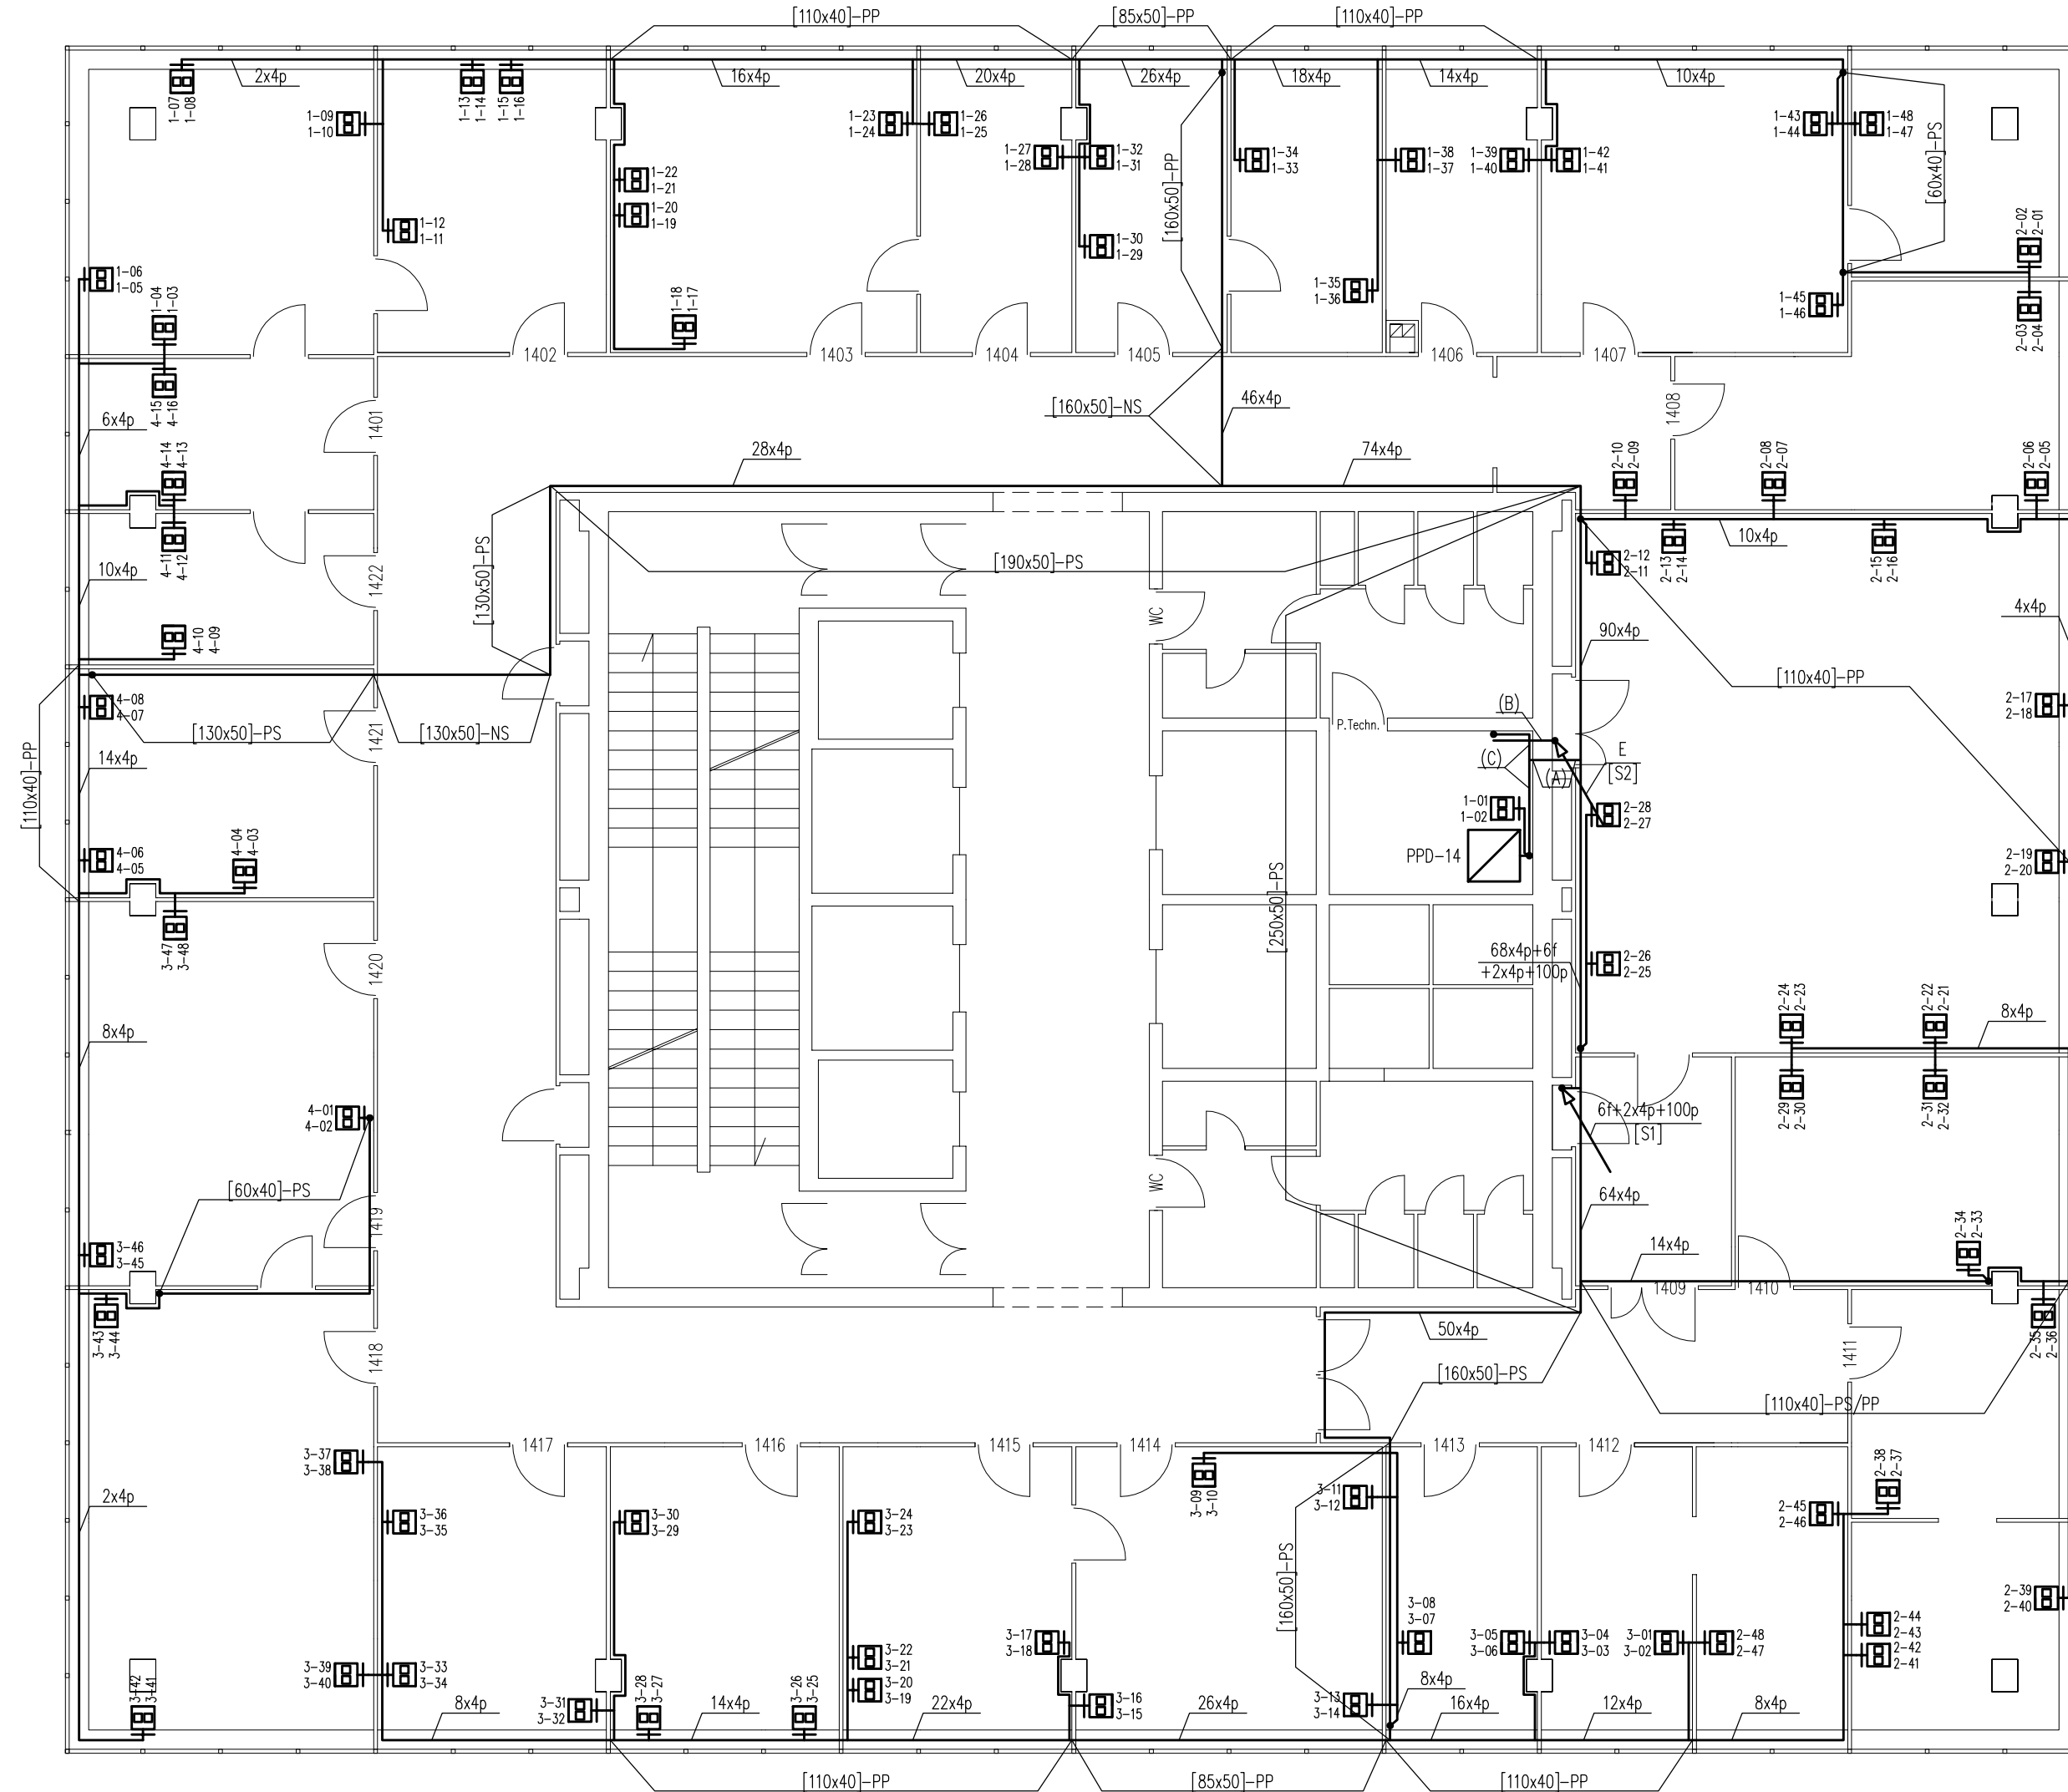 [110x40]-PP
[85x50]-PP
[110x40]-PP
2x4p
16x4p
20x4p
26x4p
18x4p
14x4p
10x4p
1-07
1-08
1-09
1-10
1-13
1-14
1-15
1-16
1-23
1-24
1-26
1-25
1-27
1-28
1-32
1-31
1-34
1-33
1-38
1-37
1-39
1-40
1-42
1-41
1-43
1-44
1-48
1-47
[60x40]-PS
[160x50]-PP
1-22
1-21
1-20
1-19
1-12
1-11
1-30
1-29
2-02
2-01
1-06
1-05
1-04
1-03
1-18
1-17
1-35
1-36
1-45
1-46
2-03
2-04
1402
1403
1404
1405
1406
1407
4-15
4-16
6x4p
1401
[160x50]-NS
46x4p
1408
4-14
4-13
28x4p
74x4p
2-10
2-09
2-08
2-07
2-06
2-05
4-11
4-12
10x4p
1422
[130x50]-PS
[190x50]-PS
2-12
2-11
2-13
2-14
10x4p
2-15
2-16
4-10
4-09
WC
90x4p
4x4p
4-08
4-07
[130x50]-PS
[130x50]-NS
1421
[110x40]-PP
14x4p
P.Techn.
(B)
(C)
(A)
E
[S2]
[110x40]-PP
2-17
2-18
1-01
1-02
2-28
2-27
PPD-14
4-06
4-05
4-04
4-03
2-19
2-20
3-47
3-48
1420
[250x50]-PS
68x4p+6f
+2x4p+100p
2-26
2-25
2-24
2-23
2-22
2-21
8x4p
8x4p
4-01
4-02
2-29
2-30
2-31
2-32
6f+2x4p+100p
[S1]
[60x40]-PS
1419
WC
64x4p
14x4p
2-34
2-33
3-46
3-45
3-43
3-44
1409
1410
2-35
2-36
1418
50x4p
1411
[160x50]-PS
[110x40]-PS/PP
1417
1416
1415
1414
1413
1412
3-37
3-38
3-09
3-10
3-11
3-12
2-38
2-37
2x4p
3-36
3-35
3-30
3-29
3-24
3-23
2-45
2-46
[160x50]-PS
2-39
2-40
3-08
3-07
3-17
3-18
3-05
3-06
3-04
3-03
3-01
3-02
2-48
2-47
2-44
2-43
2-42
2-41
3-22
3-21
3-20
3-19
3-39
3-40
3-33
3-34
3-42
3-41
3-31
3-32
3-28
3-27
3-26
3-25
3-16
3-15
3-13
3-14
8x4p
14x4p
22x4p
26x4p
8x4p
16x4p
12x4p
8x4p
[110x40]-PP
[85x50]-PP
[110x40]-PP